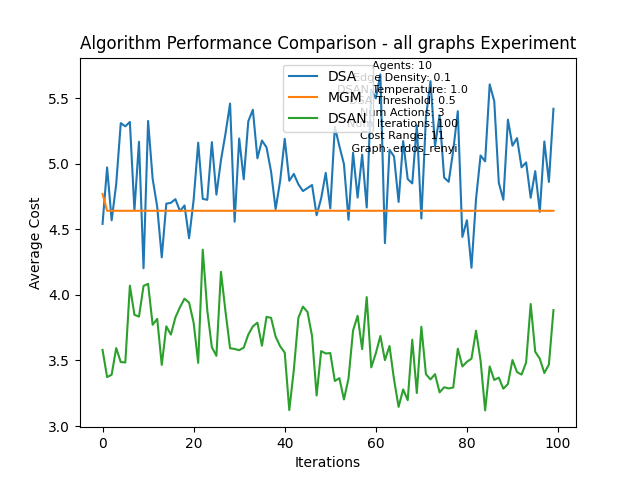 Algorithm Performance Comparison - all graphs Experiment
Agents: 10
Edge Density: 0.1
DSAN Temperature: 1.0
DSA Threshold: 0.5
Num Actions: 3
Iterations: 100
Cost Range: 11
Graph: erdos_renyi
DSA
MGM
DSAN
5.5
5.0
4.5
4.0
3.5
3.0
Average Cost
0
20
40
60
80
100
Iterations